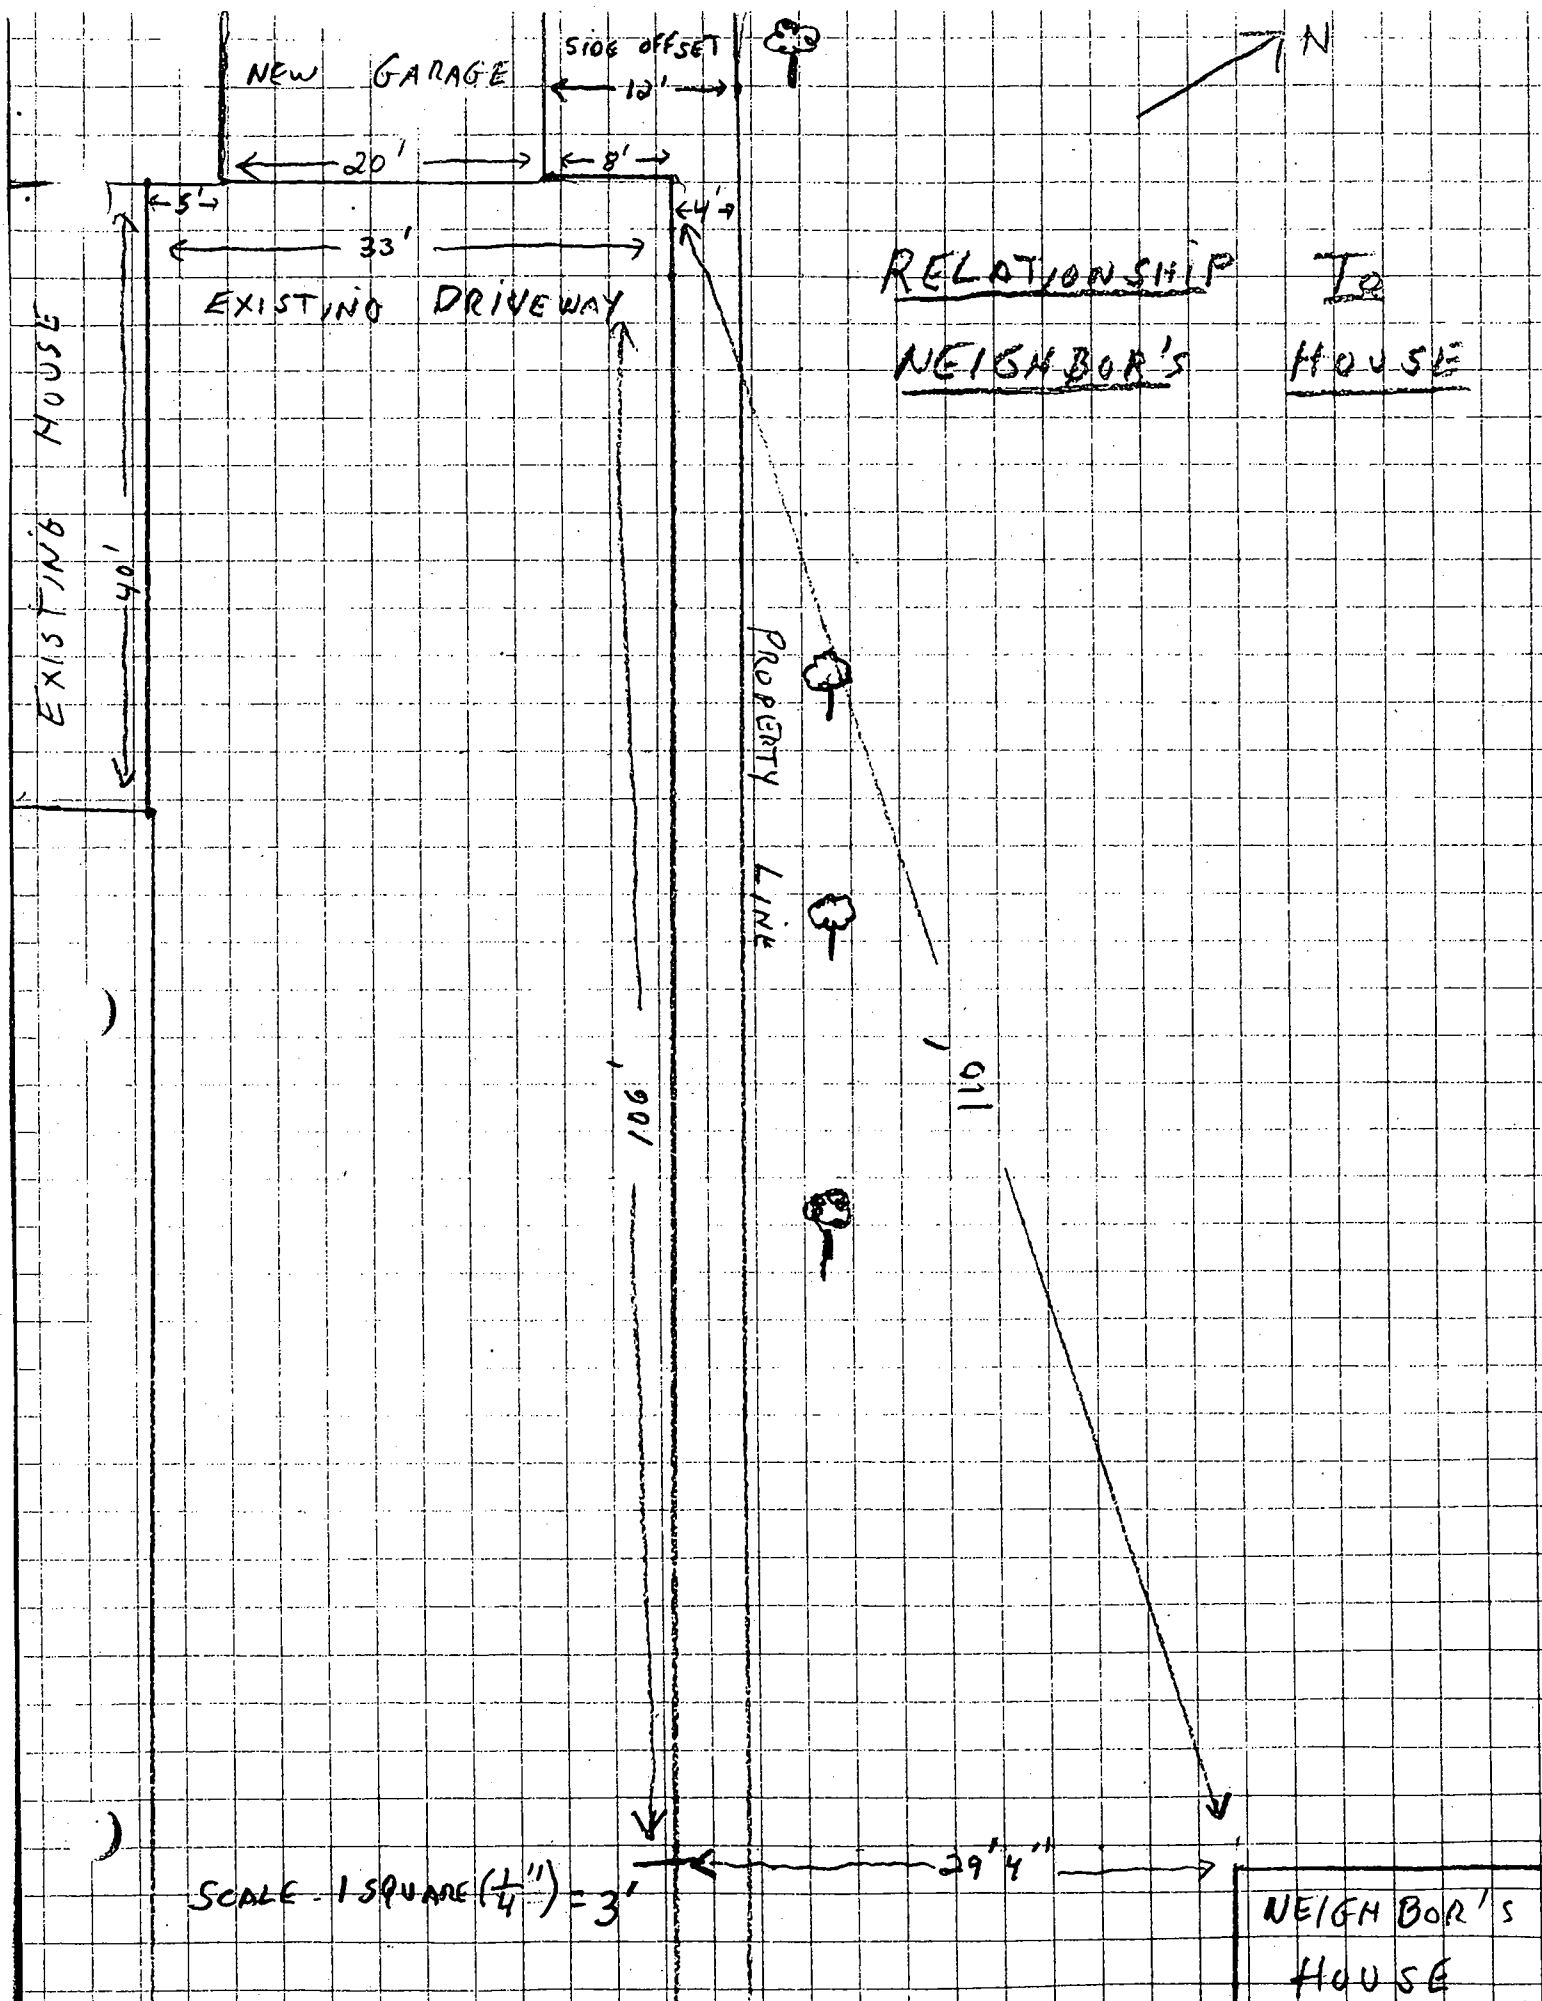 SIDE OFFSET
N
NEW GARAGE
12'
20'
8'
5'
4'
33'
RELATIONSHIP TO
EXISTING DRIVEWAY
NEIGHBOR'S HOUSE
EXISTING HOUSE
40'
PROPERTY LINE
106'
110'
29'4"
SCALE - 1 SQUARE (1/4") = 3'
NEIGHBOR'S
HOUSE